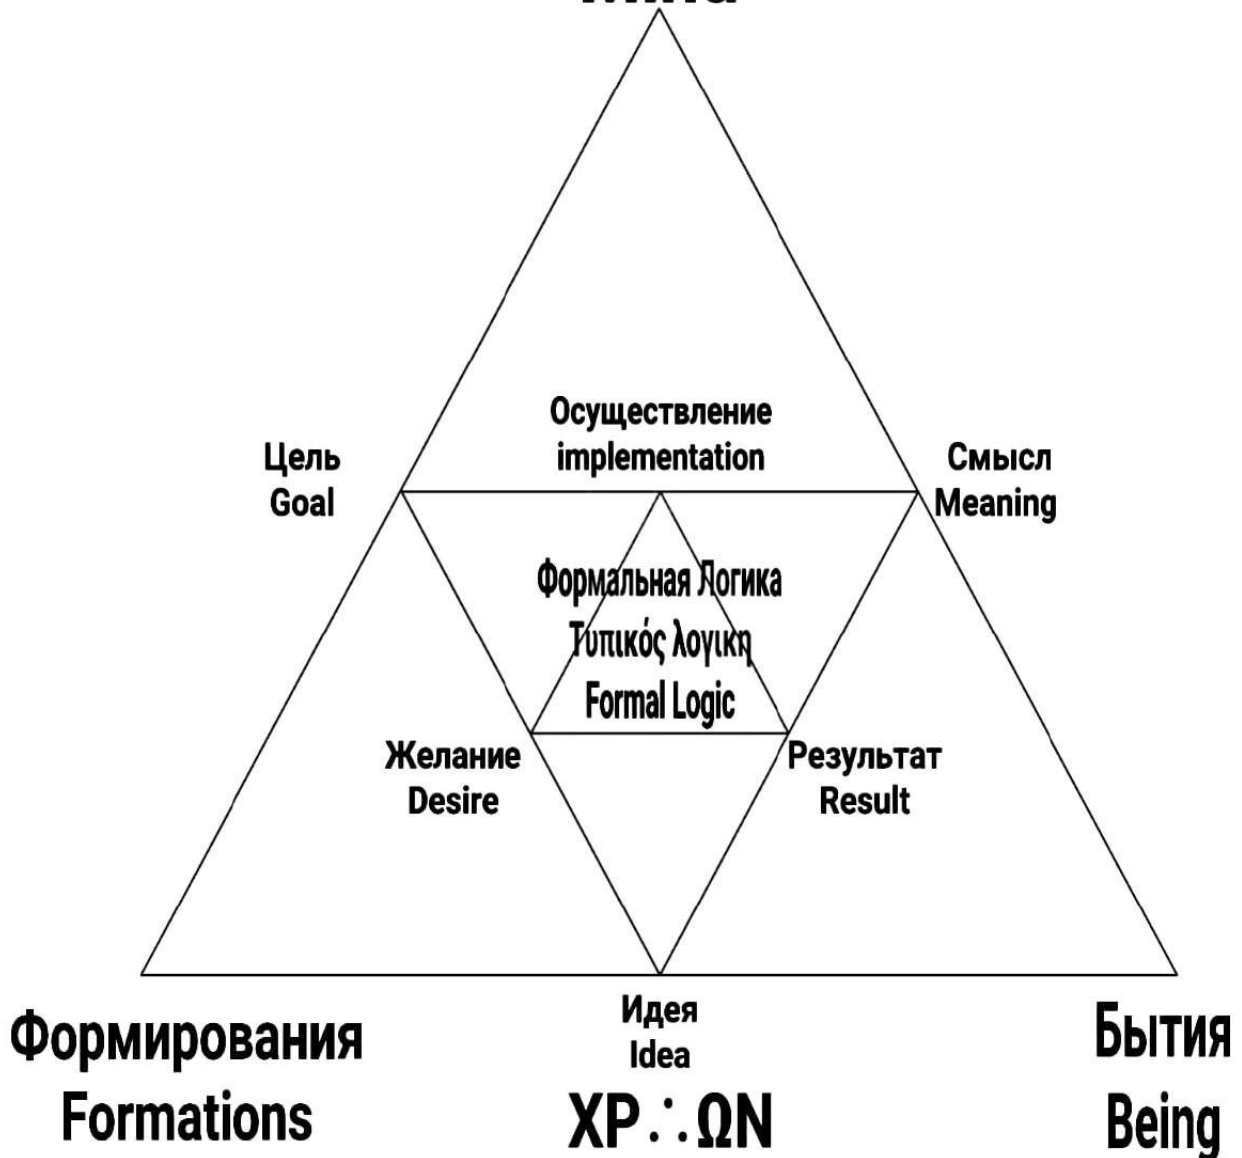 Осуществление
implementation
Цель
Goal
Смысл
Meaning
Формальная Логика
Τυπικός λογικη
Formal Logic
Желание
Desire
Результат
Result
Идея
Idea
Формирования
Formations
ΧΡ∴ΩΝ
Бытия
Being